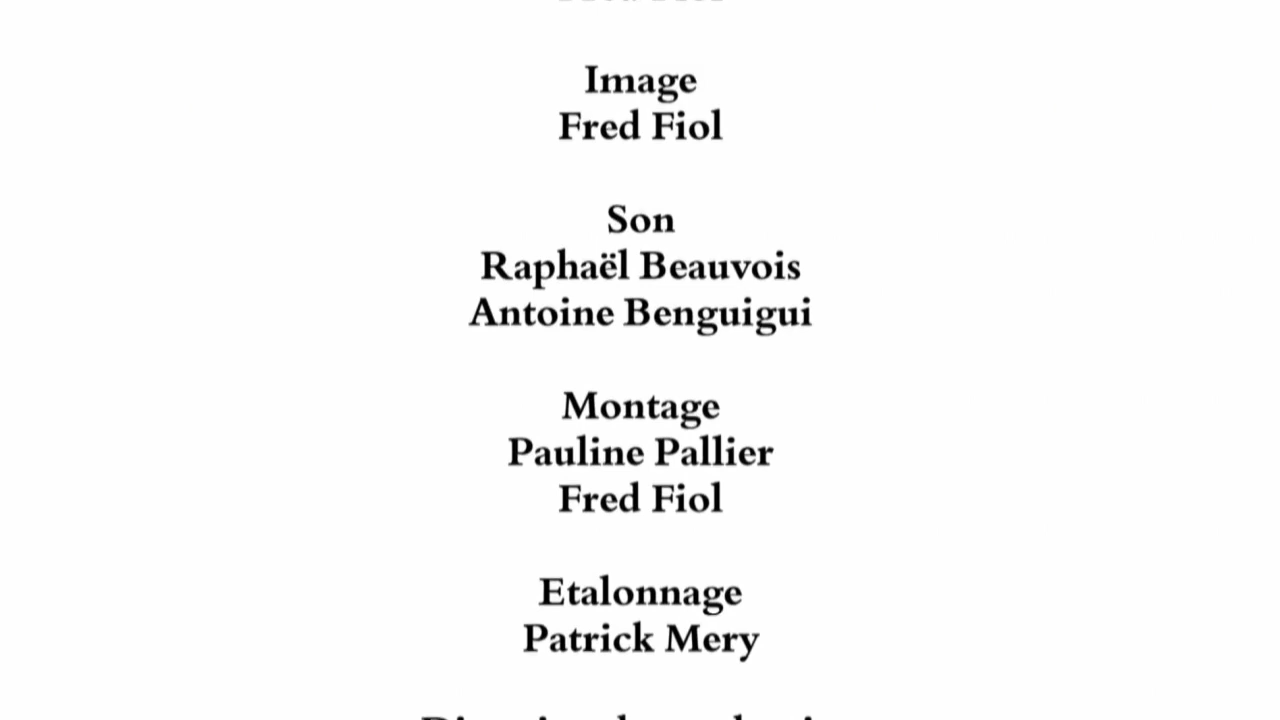 Image
Fred Fiol
Son
Raphaël Beauvois
Antoine Benguigui
Montage
Pauline Pallier
Fred Fiol
Etalonnage
Patrick Mery